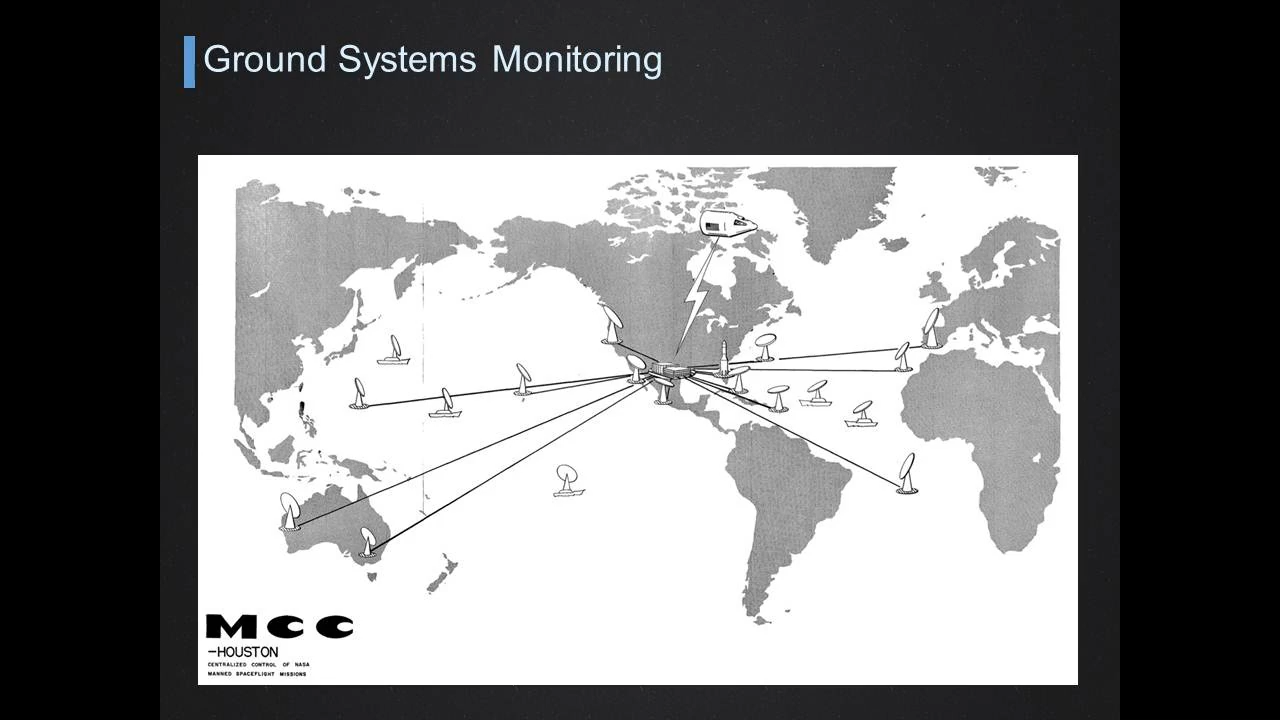 Ground Systems Monitoring
MCC
-HOUSTON
CENTRALIZED CONTROL OF NASA
MANNED SPACEFLIGHT MISSIONS